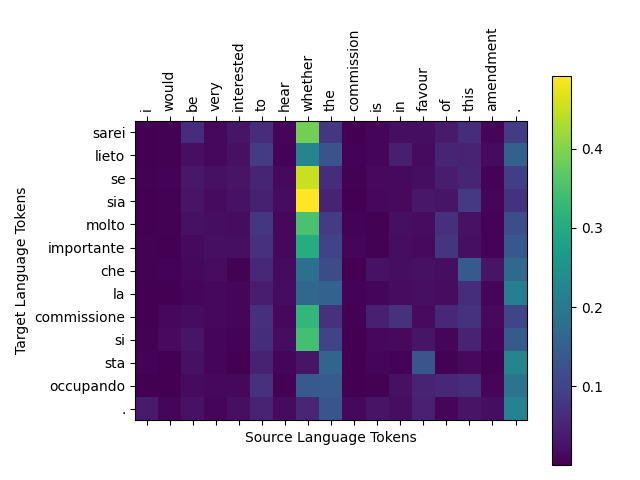 i would be very interested to hear whether the commission is in favour of this amendment .
sarei
lieto
se
sia
molto
importante
che
la
commissione
si
sta
occupando
.
Target Language Tokens
Source Language Tokens
0.4
0.3
0.2
0.1